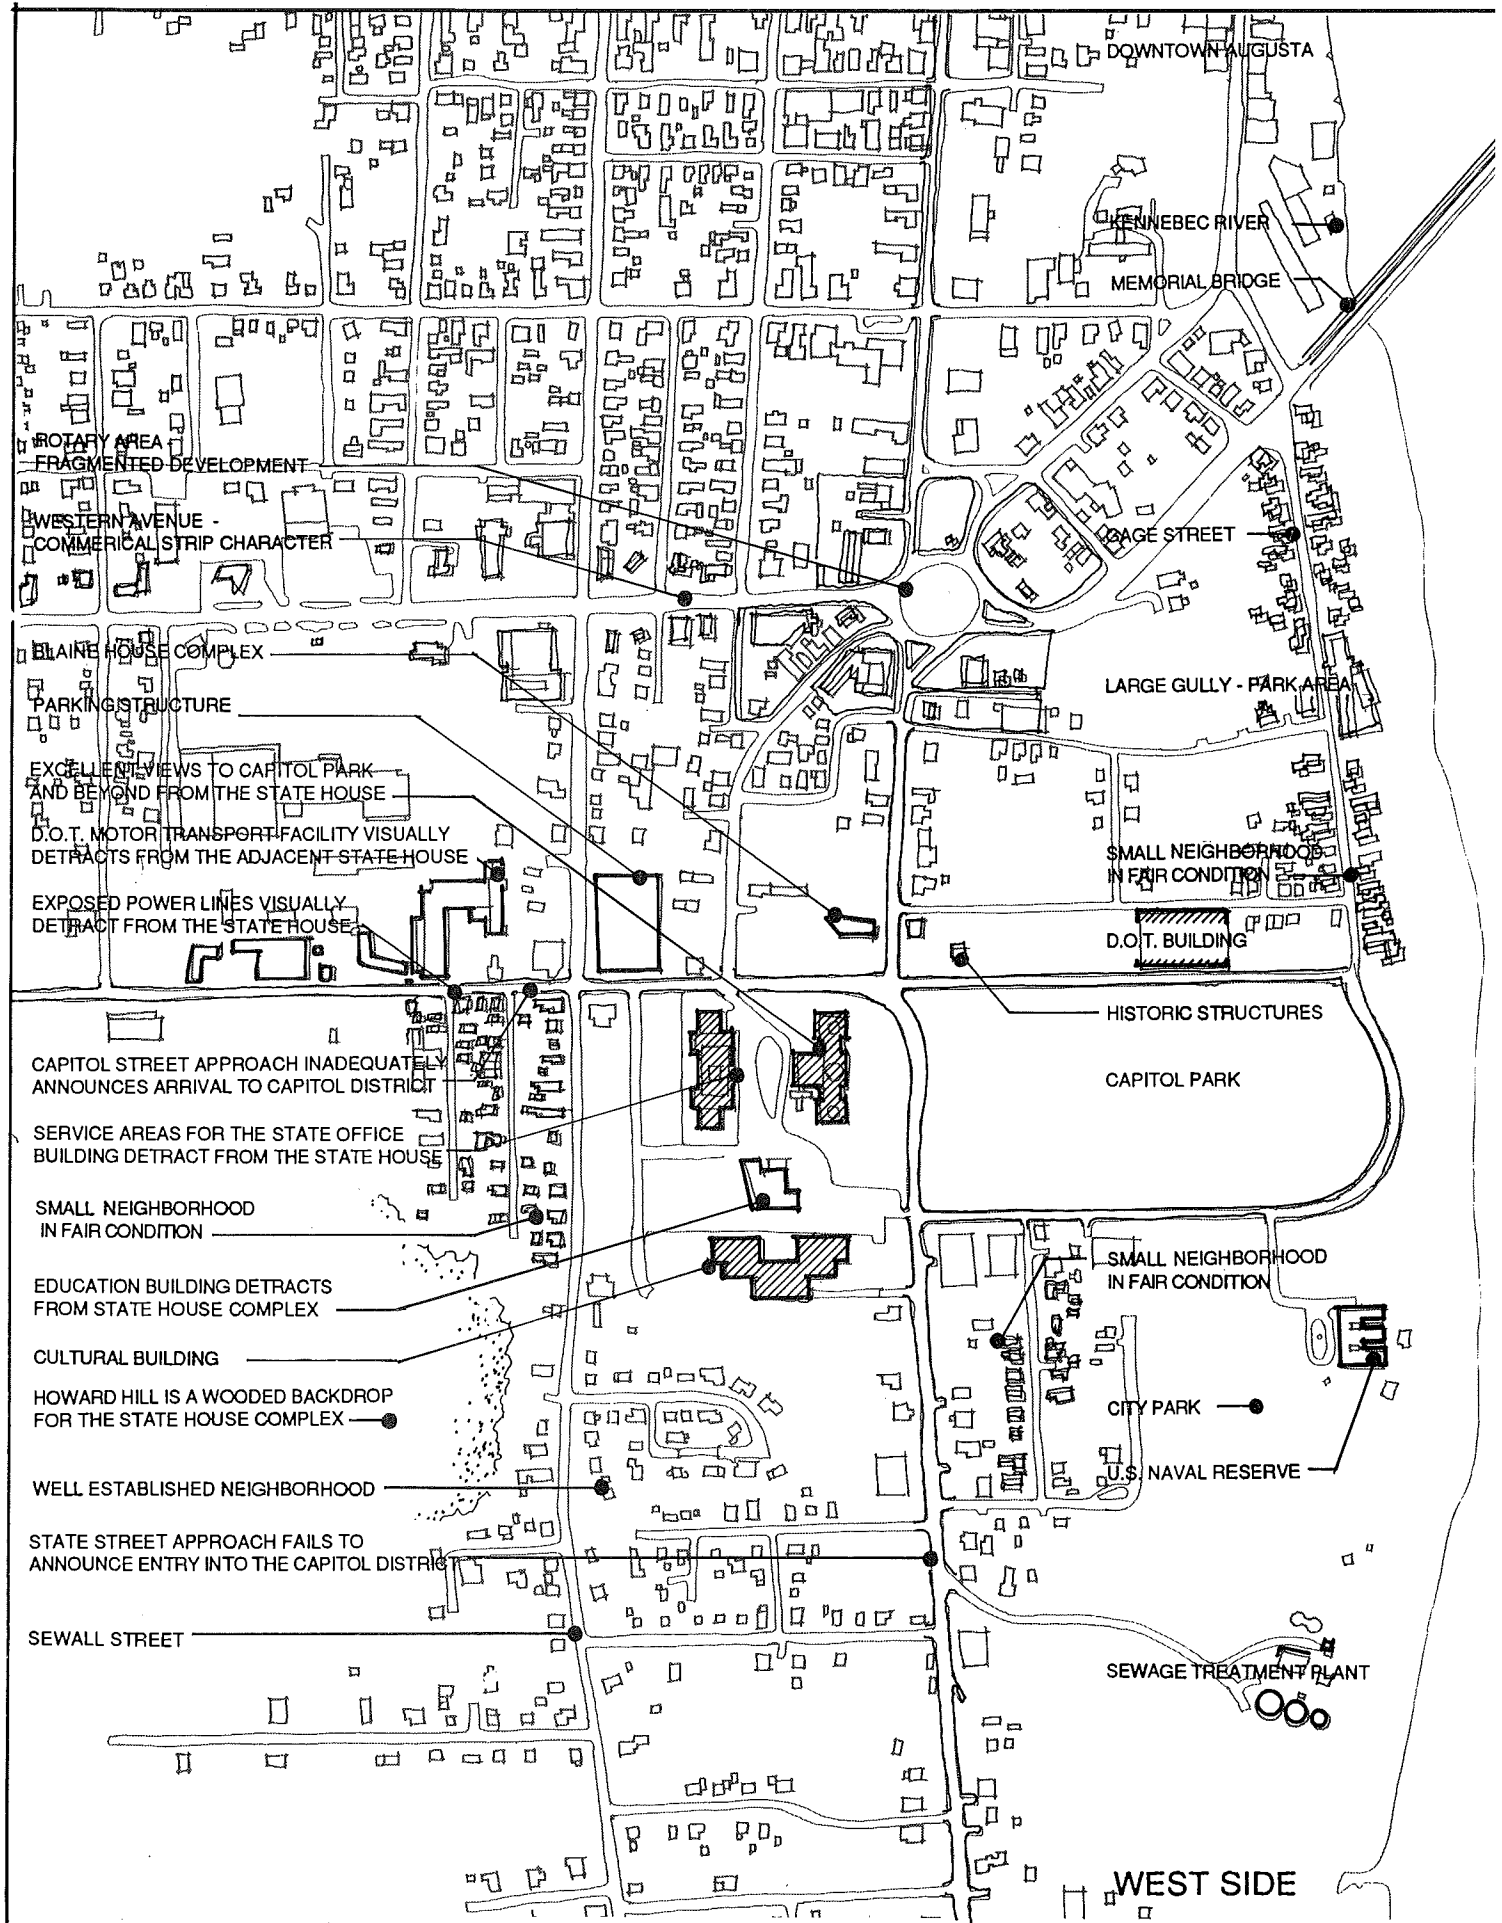 DOWNTOWN AUGUSTA
KENNEBEC RIVER
MEMORIAL BRIDGE
ROTARY AREA -
FRAGMENTED DEVELOPMENT
WESTERN AVENUE -
COMMERICAL STRIP CHARACTER
GAGE STREET
BLAINE HOUSE COMPLEX
LARGE GULLY - PARK AREA
PARKING STRUCTURE
EXCELLENT VIEWS TO CAPITOL PARK
AND BEYOND FROM THE STATE HOUSE
D.O.T. MOTOR TRANSPORT FACILITY VISUALLY
DETRACTS FROM THE ADJACENT STATE HOUSE
SMALL NEIGHBORHOOD
IN FAIR CONDITION
EXPOSED POWER LINES VISUALLY
DETRACT FROM THE STATE HOUSE
D.O.T. BUILDING
HISTORIC STRUCTURES
CAPITOL STREET APPROACH INADEQUATELY
ANNOUNCES ARRIVAL TO CAPITOL DISTRICT
CAPITOL PARK
SERVICE AREAS FOR THE STATE OFFICE
BUILDING DETRACT FROM THE STATE HOUSE
SMALL NEIGHBORHOOD
IN FAIR CONDITION
SMALL NEIGHBORHOOD
IN FAIR CONDITION
EDUCATION BUILDING DETRACTS
FROM STATE HOUSE COMPLEX
CULTURAL BUILDING
HOWARD HILL IS A WOODED BACKDROP
FOR THE STATE HOUSE COMPLEX
CITY PARK
U.S. NAVAL RESERVE
WELL ESTABLISHED NEIGHBORHOOD
STATE STREET APPROACH FAILS TO
ANNOUNCE ENTRY INTO THE CAPITOL DISTRICT
SEWALL STREET
SEWAGE TREATMENT PLANT
WEST SIDE